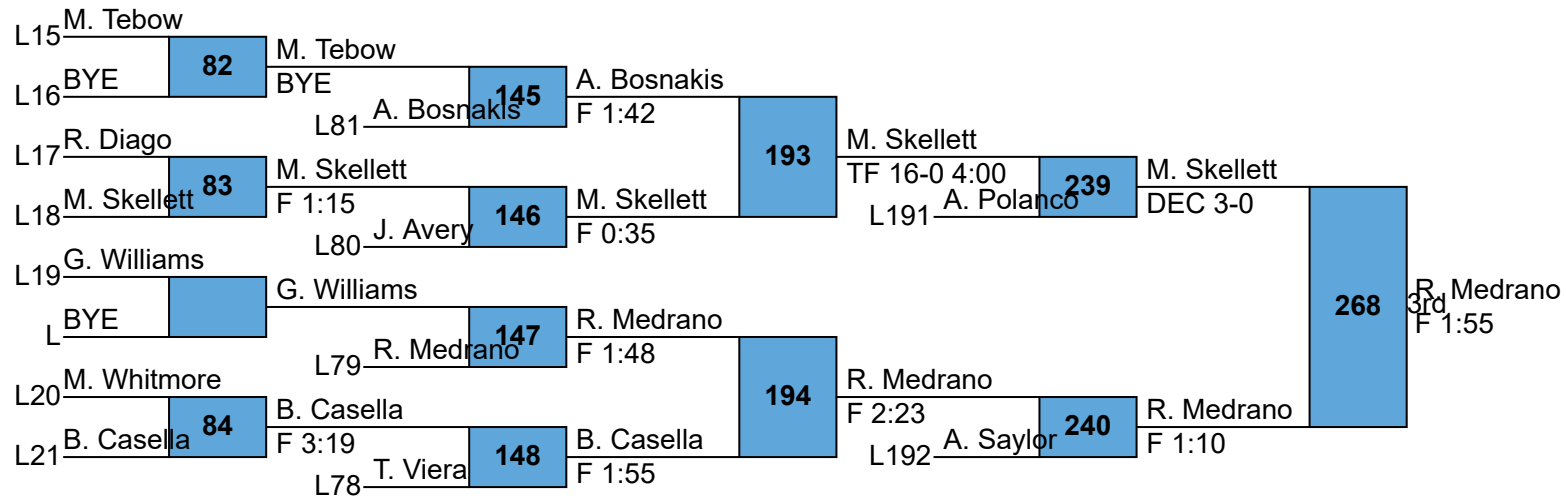 L15 M. Tebow
82
L16 BYE
M. Tebow
BYE
145
L81 A. Bosnakis
A. Bosnakis
F 1:42
L17 R. Diago
83
L18 M. Skellett
M. Skellett
F 1:15
146
L80 J. Avery
M. Skellett
F 0:35
193
M. Skellett
TF 16-0 4:00
239
L191 A. Polanco
M. Skellett
DEC 3-0
L19 G. Williams
L BYE
G. Williams
147
L79 R. Medrano
R. Medrano
F 1:48
L20 M. Whitmore
84
L21 B. Casella
B. Casella
F 3:19
148
L78 T. Viera
B. Casella
F 1:55
194
R. Medrano
F 2:23
240
L192 A. Saylor
R. Medrano
F 1:10
268
3rd
R. Medrano
F 1:55